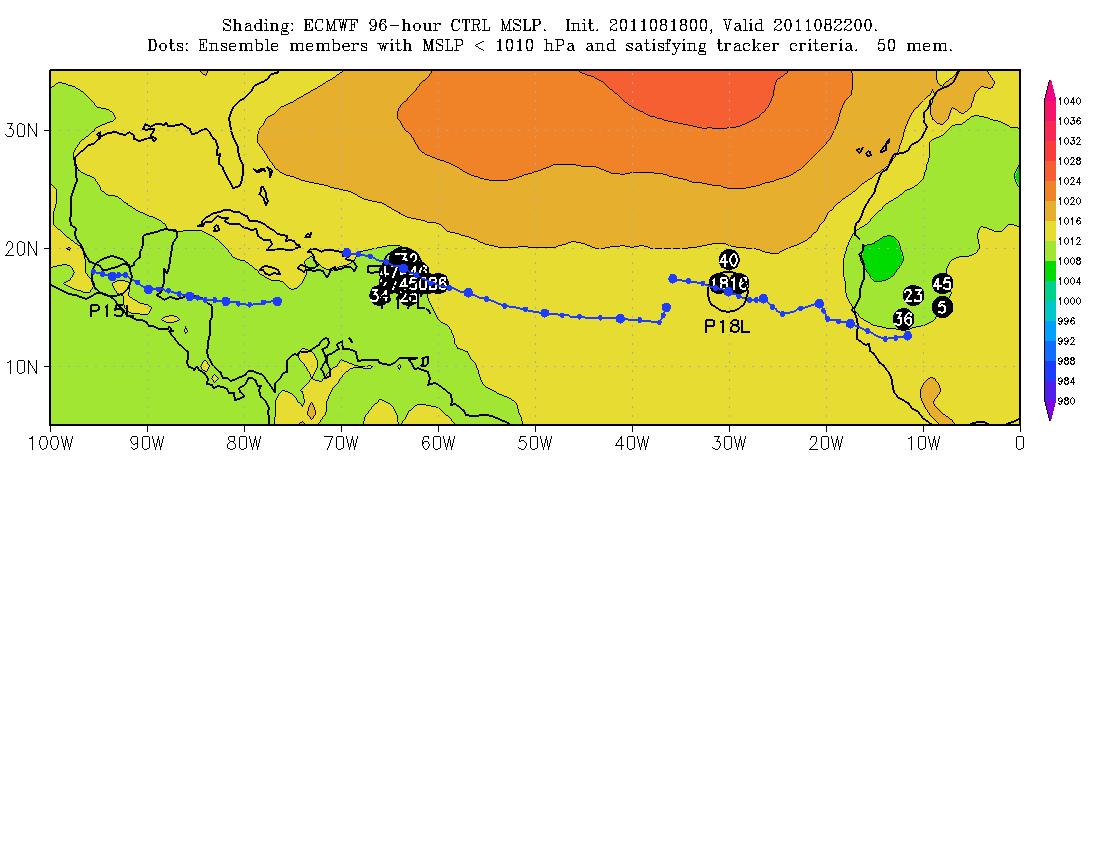 Shading: ECMWF 96-hour CTRL MSLP. Init. 2011081800, Valid 2011082200.
Dots: Ensemble members with MSLP < 1010 hPa and satisfying tracker criteria. 50 mem.
1040
1036
1032
1028
1024
1020
1016
1012
1008
1004
1000
996
992
988
984
980
30N
20N
10N
40
45
23
5
36
34
P15L
P18L
100W 90W 80W 70W 60W 50W 40W 30W 20W 10W 0